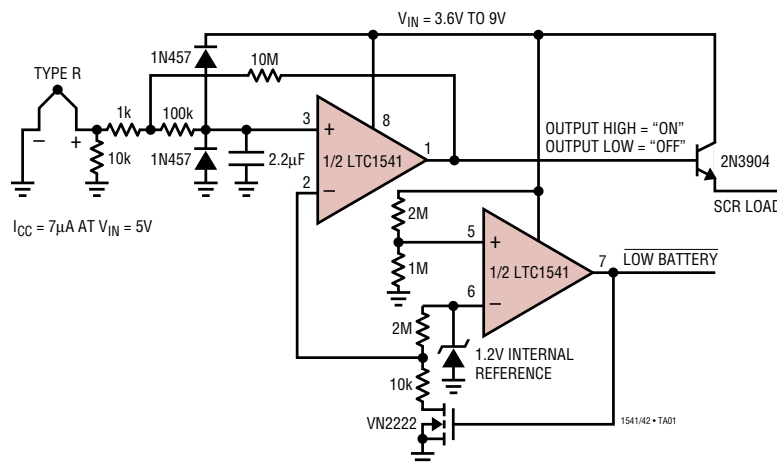 V_IN = 3.6V TO 9V
1N457
10M
TYPE R
1k
100k
3
+
8
1
OUTPUT HIGH = “ON”
OUTPUT LOW = “OFF”
2N3904
SCR LOAD
−
+
10k
1N457
2.2µF
1/2 LTC1541
2
−
I_CC = 7µA AT V_IN = 5V
2M
5
+
1M
1/2 LTC1541
7
LOW BATTERY
6
−
2M
1.2V INTERNAL
REFERENCE
10k
VN2222
1541/42 • TA01